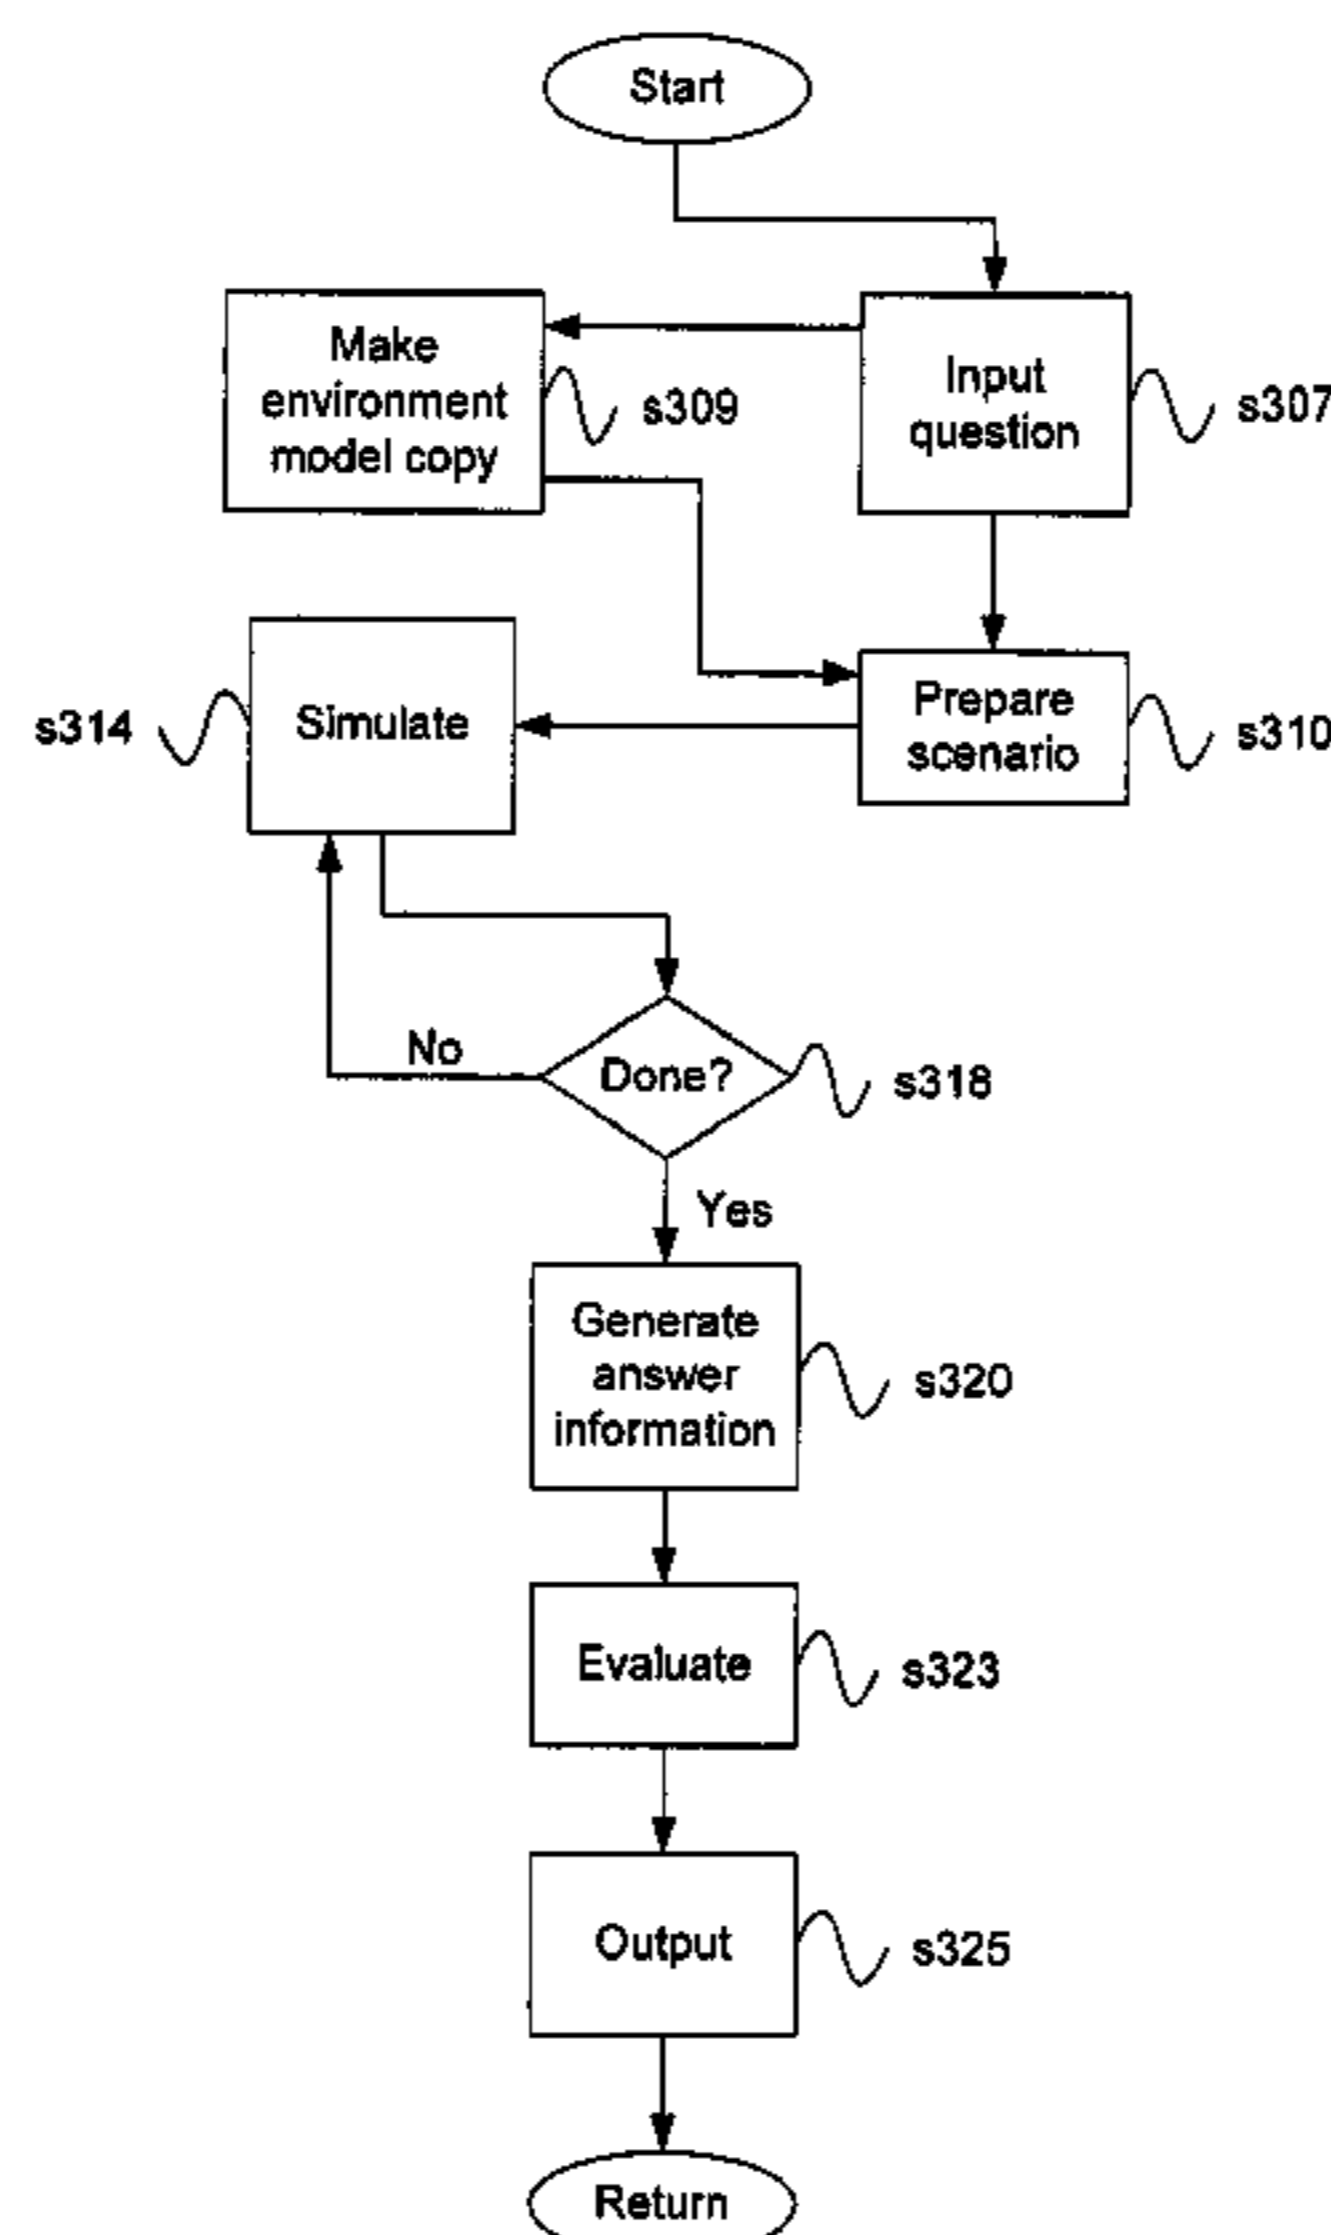 Start
Make
environment
model copy
s309
Input
question
s307
Simulate
s314
Prepare
scenario
s310
No
Done?
s318
Yes
Generate
answer
information
s320
Evaluate
s323
Output
s325
Return